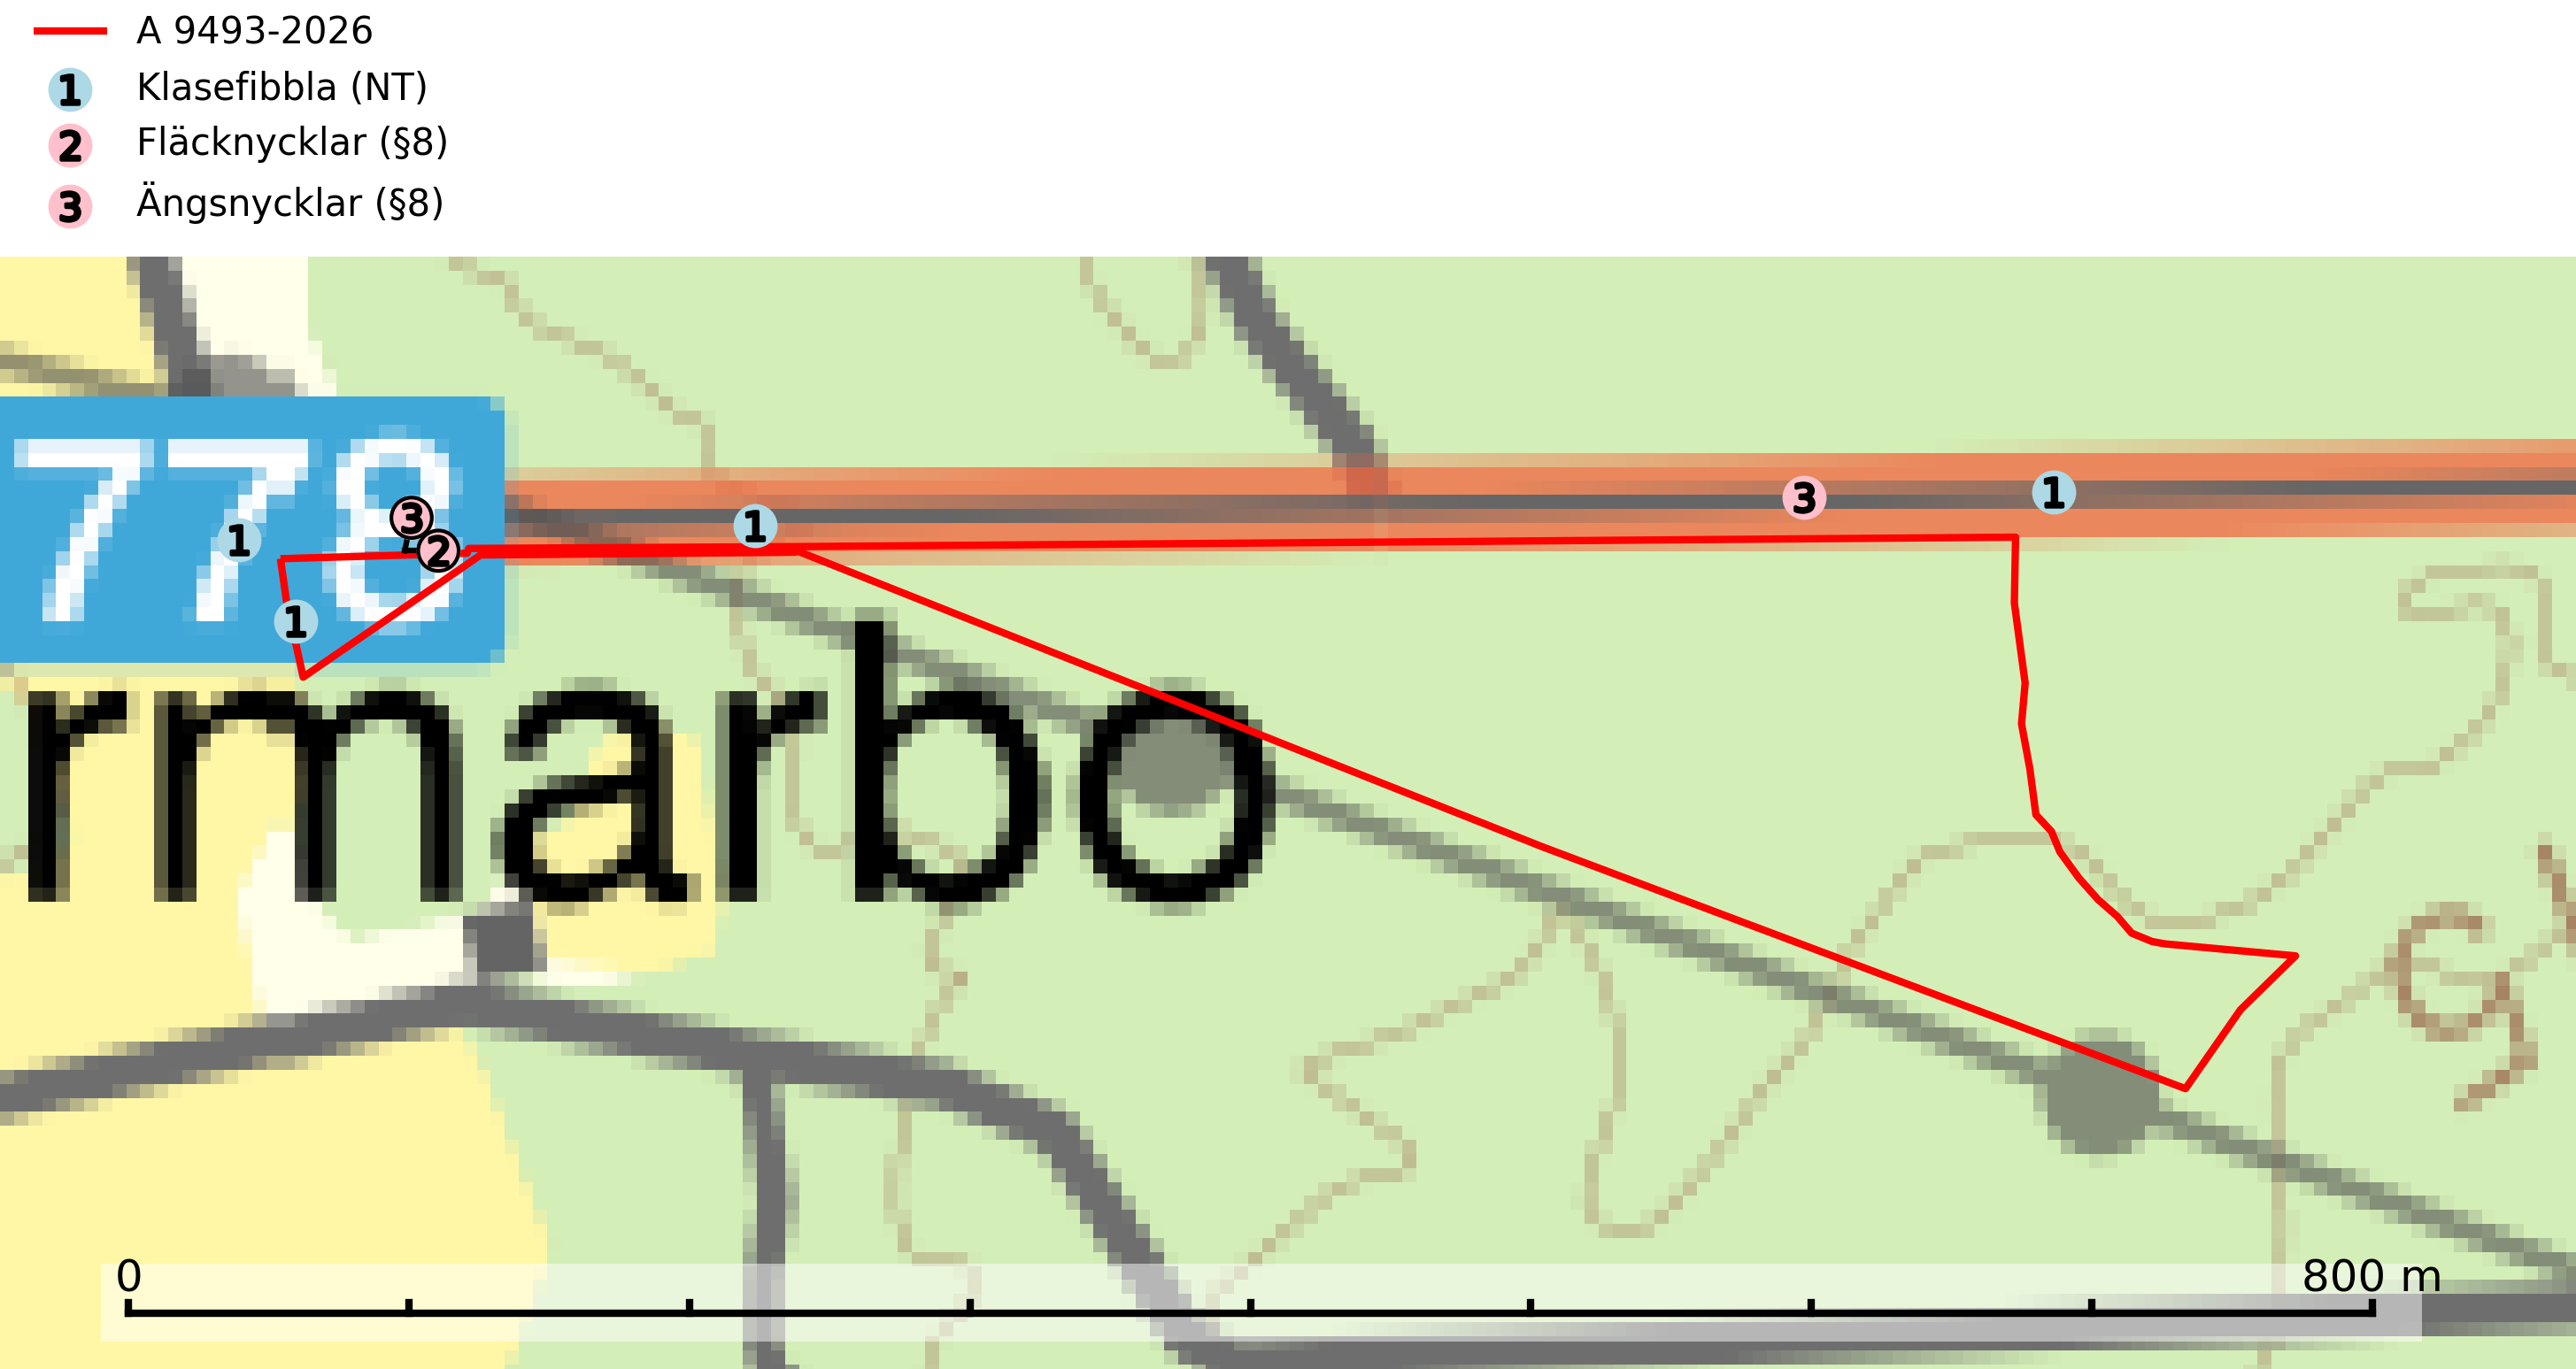 A 9493-2026
1 Klasefibbla (NT)
2 Fläcknycklar (§8)
3 Ängsnycklar (§8)
778
3
1
2
1
1
3
1
rmarbo
0
800 m